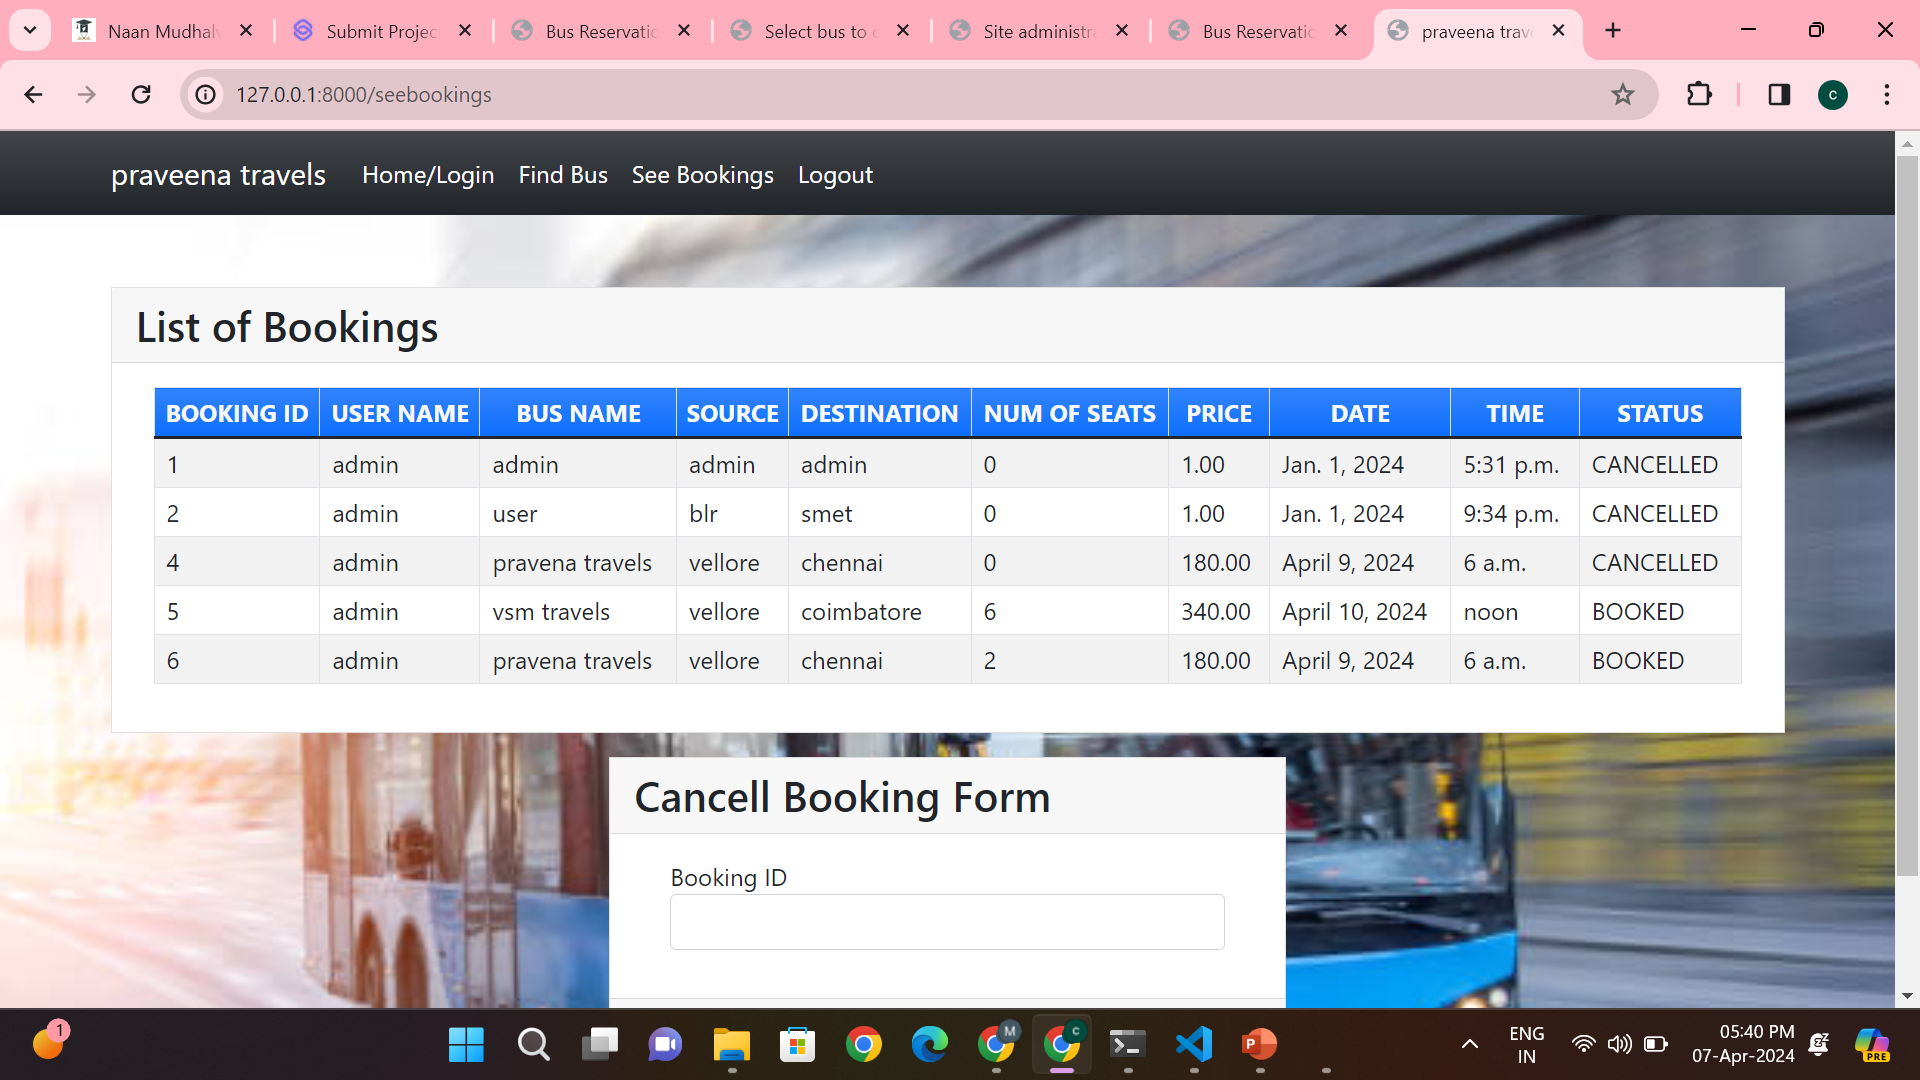 Naan Mudhal
Submit Project
Bus Reservatio
Select bus to c
Site administra
Bus Reservatio
praveena trav
127.0.0.1:8000/seebookings
C
praveena travels Home/Login Find Bus See Bookings Logout
List of Bookings
BOOKING ID USER NAME BUS NAME SOURCE DESTINATION NUM OF SEATS PRICE DATE TIME STATUS
1 admin admin admin admin 0 1.00 Jan. 1, 2024 5:31 p.m. CANCELLED
2 admin user blr smet 0 1.00 Jan. 1, 2024 9:34 p.m. CANCELLED
4 admin pravena travels vellore chennai 0 180.00 April 9, 2024 6 a.m. CANCELLED
5 admin vsm travels vellore coimbatore 6 340.00 April 10, 2024 noon BOOKED
6 admin pravena travels vellore chennai 2 180.00 April 9, 2024 6 a.m. BOOKED
Cancell Booking Form
Booking ID
1
M
C
P
ENG
IN
05:40 PM
07-Apr-2024
PRE